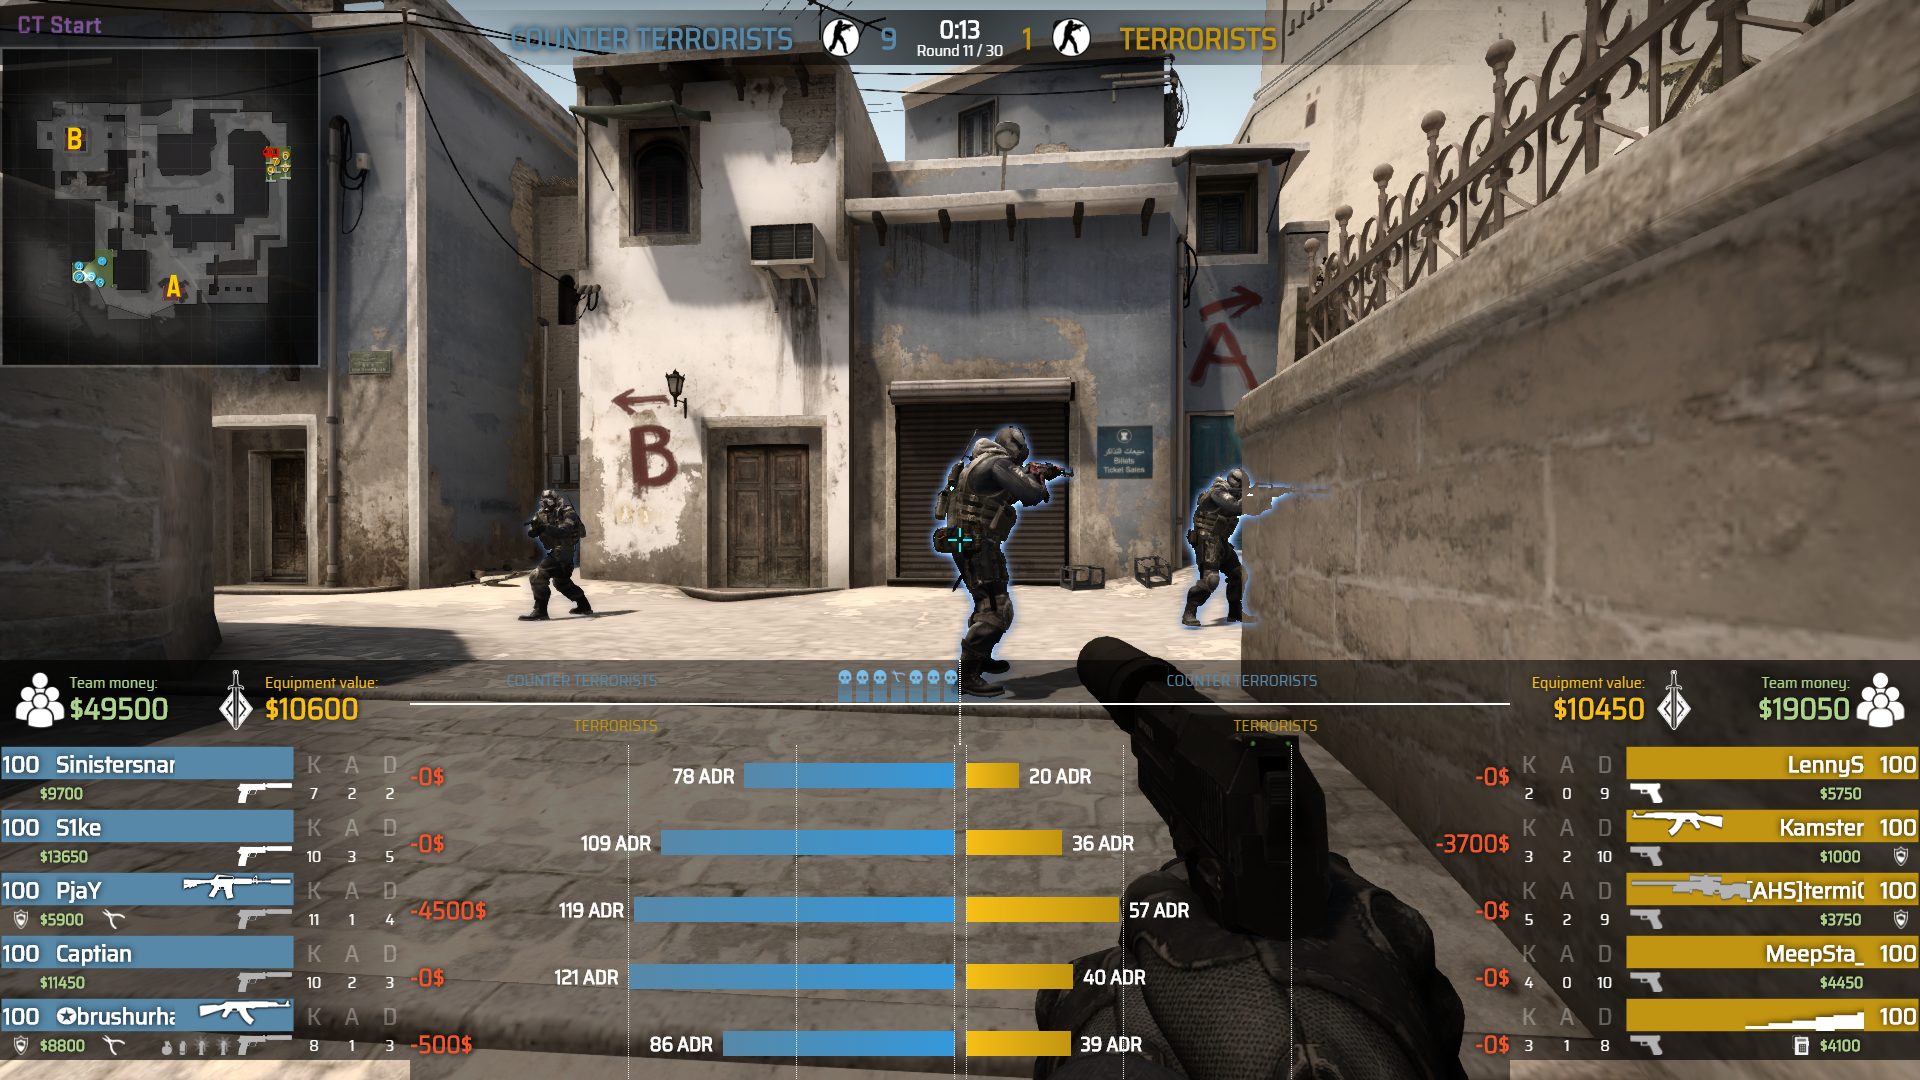 CT Start
COUNTER TERRORISTS 9 0:13 1 TERRORISTS
Round 11 / 30
B
A
A
B
Billets
Ticket Sales
Team money:
$49500
Equipment value:
$10600
COUNTER TERRORISTS
TERRORISTS
COUNTER TERRORISTS
TERRORISTS
Equipment value:
$10450
Team money:
$19050
100 Sinistersnar K A D
$9700 7 2 2
-0$ 78 ADR 20 ADR -0$
K A D LennyS 100
2 0 9 $5750
100 S1ke K A D
$13650 10 3 5
-0$ 109 ADR 36 ADR -3700$
K A D Kamster 100
3 2 10 $1000
100 PjaY K A D
$5900 11 1 4
-4500$ 119 ADR 57 ADR -0$
K A D [AHS]termi 100
5 2 9 $3750
100 Captian K A D
$11450 10 2 3
-0$ 121 ADR 40 ADR -0$
K A D MeepSta_ 100
4 0 10 $4450
100 ✪brushurha K A D
$8800 8 1 3
-500$ 86 ADR 39 ADR -0$
K A D 100
3 1 8 $4100